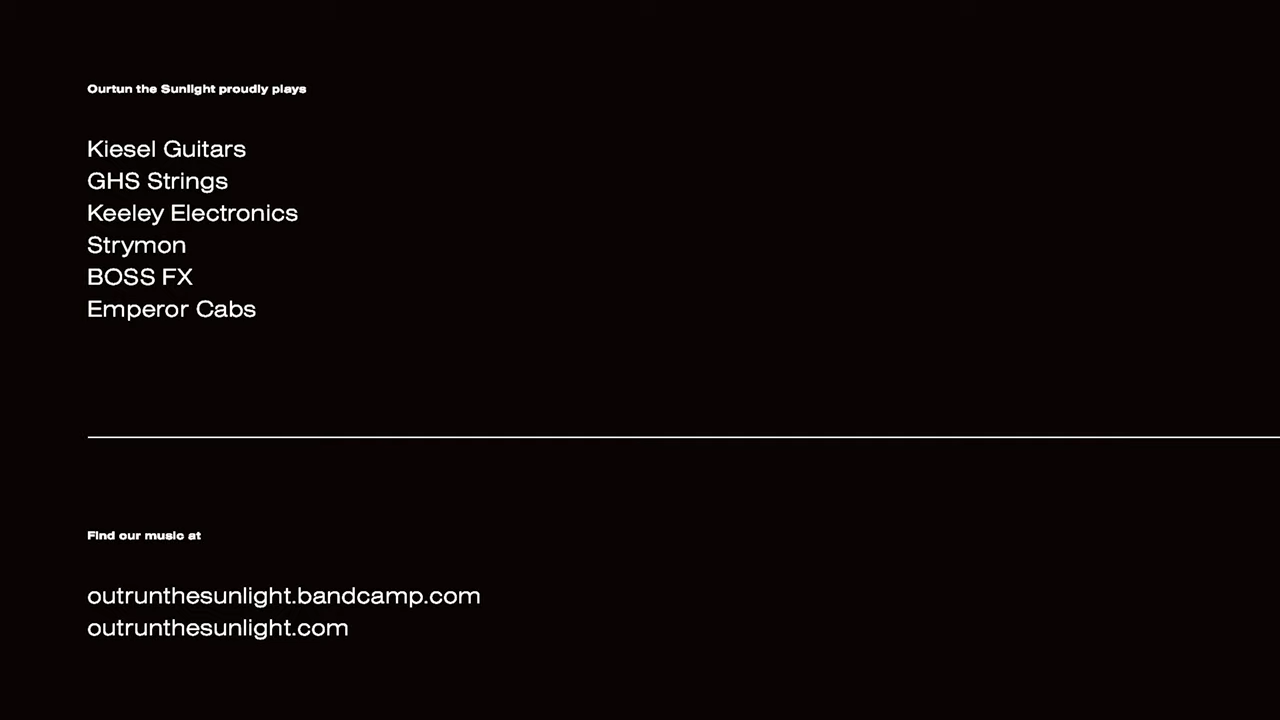 Ourtun the Sunlight proudly plays
Kiesel Guitars
GHS Strings
Keeley Electronics
Strymon
BOSS FX
Emperor Cabs
Find our music at
outrunthesunlight.bandcamp.com
outrunthesunlight.com